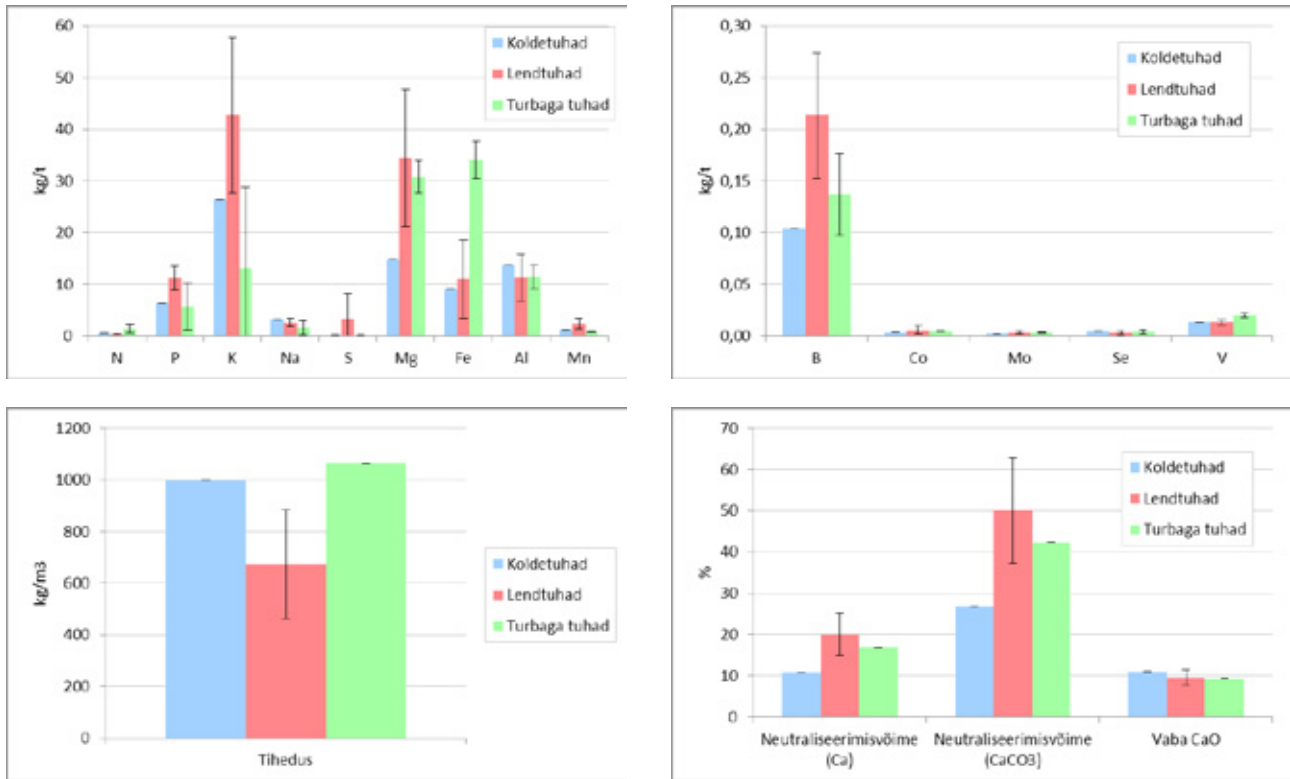 60
50
40
30
20
10
0
kg/t
Koldetuhad
Lendtuhad
Turbaga tuhad
N P K Na S Mg Fe Al Mn
0,30
0,25
0,20
0,15
0,10
0,05
0,00
kg/t
Koldetuhad
Lendtuhad
Turbaga tuhad
B Co Mo Se V
1200
1000
800
600
400
200
0
kg/m3
Koldetuhad
Lendtuhad
Turbaga tuhad
Tihedus
70
60
50
40
30
20
10
0
%
Koldetuhad
Lendtuhad
Turbaga tuhad
Neutraliseerimisvõime Neutraliseerimisvõime Vaba CaO
(Ca) (CaCO3)